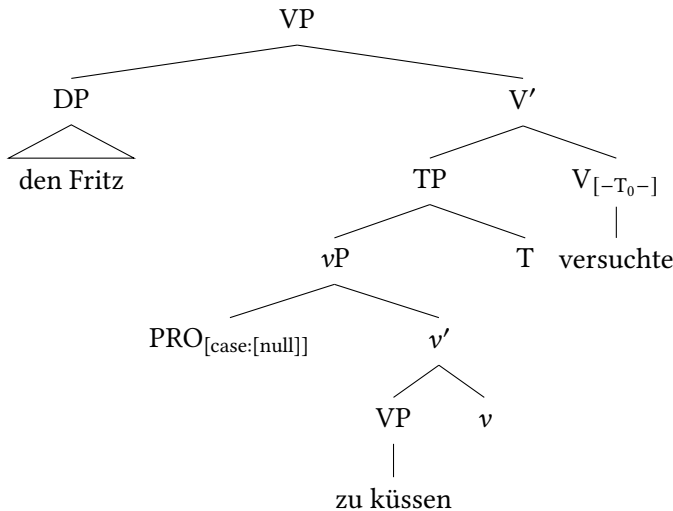 VP
DP V′
den Fritz TP V[−T₀−]
vP T versuchte
PRO[case:[null]] v′
VP v
zu küssen